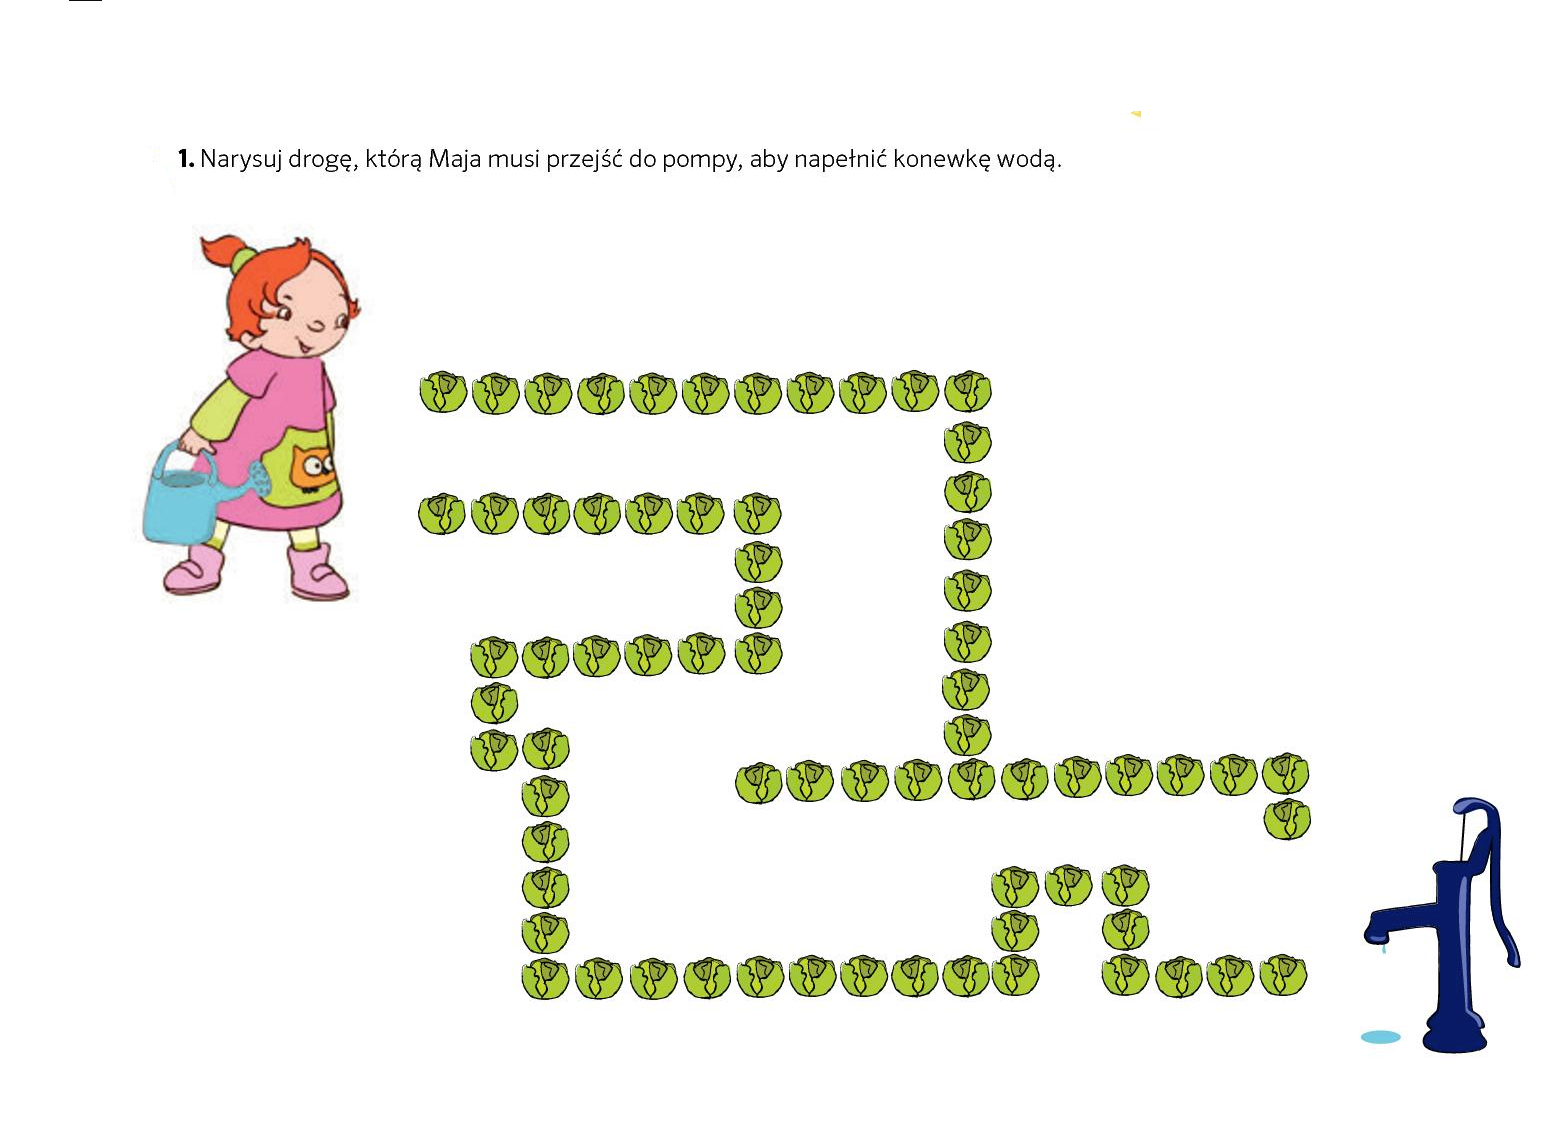 1. Narysuj drogę, którą Maja musi przejść do pompy, aby napełnić konewkę wodą.